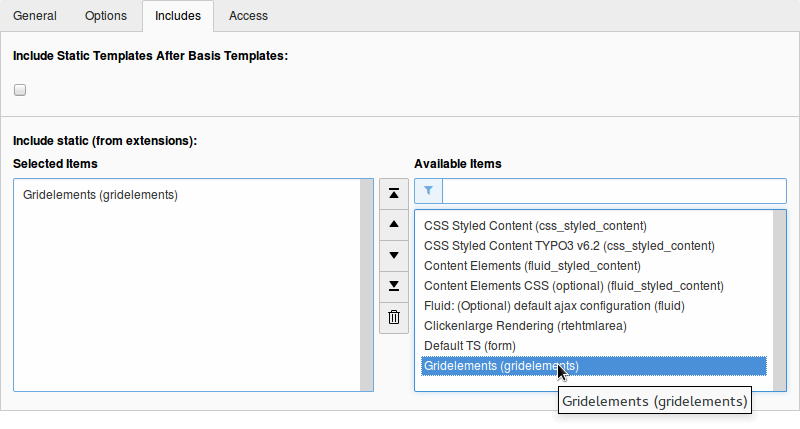 General Options Includes Access
Include Static Templates After Basis Templates:
Include static (from extensions):
Selected Items
Gridelements (gridelements)
Available Items
CSS Styled Content (css_styled_content)
CSS Styled Content TYPO3 v6.2 (css_styled_content)
Content Elements (fluid_styled_content)
Content Elements CSS (optional) (fluid_styled_content)
Fluid: (Optional) default ajax configuration (fluid)
Clickenlarge Rendering (rtehtmlarea)
Default TS (form)
Gridelements (gridelements)
Gridelements (gridelements)